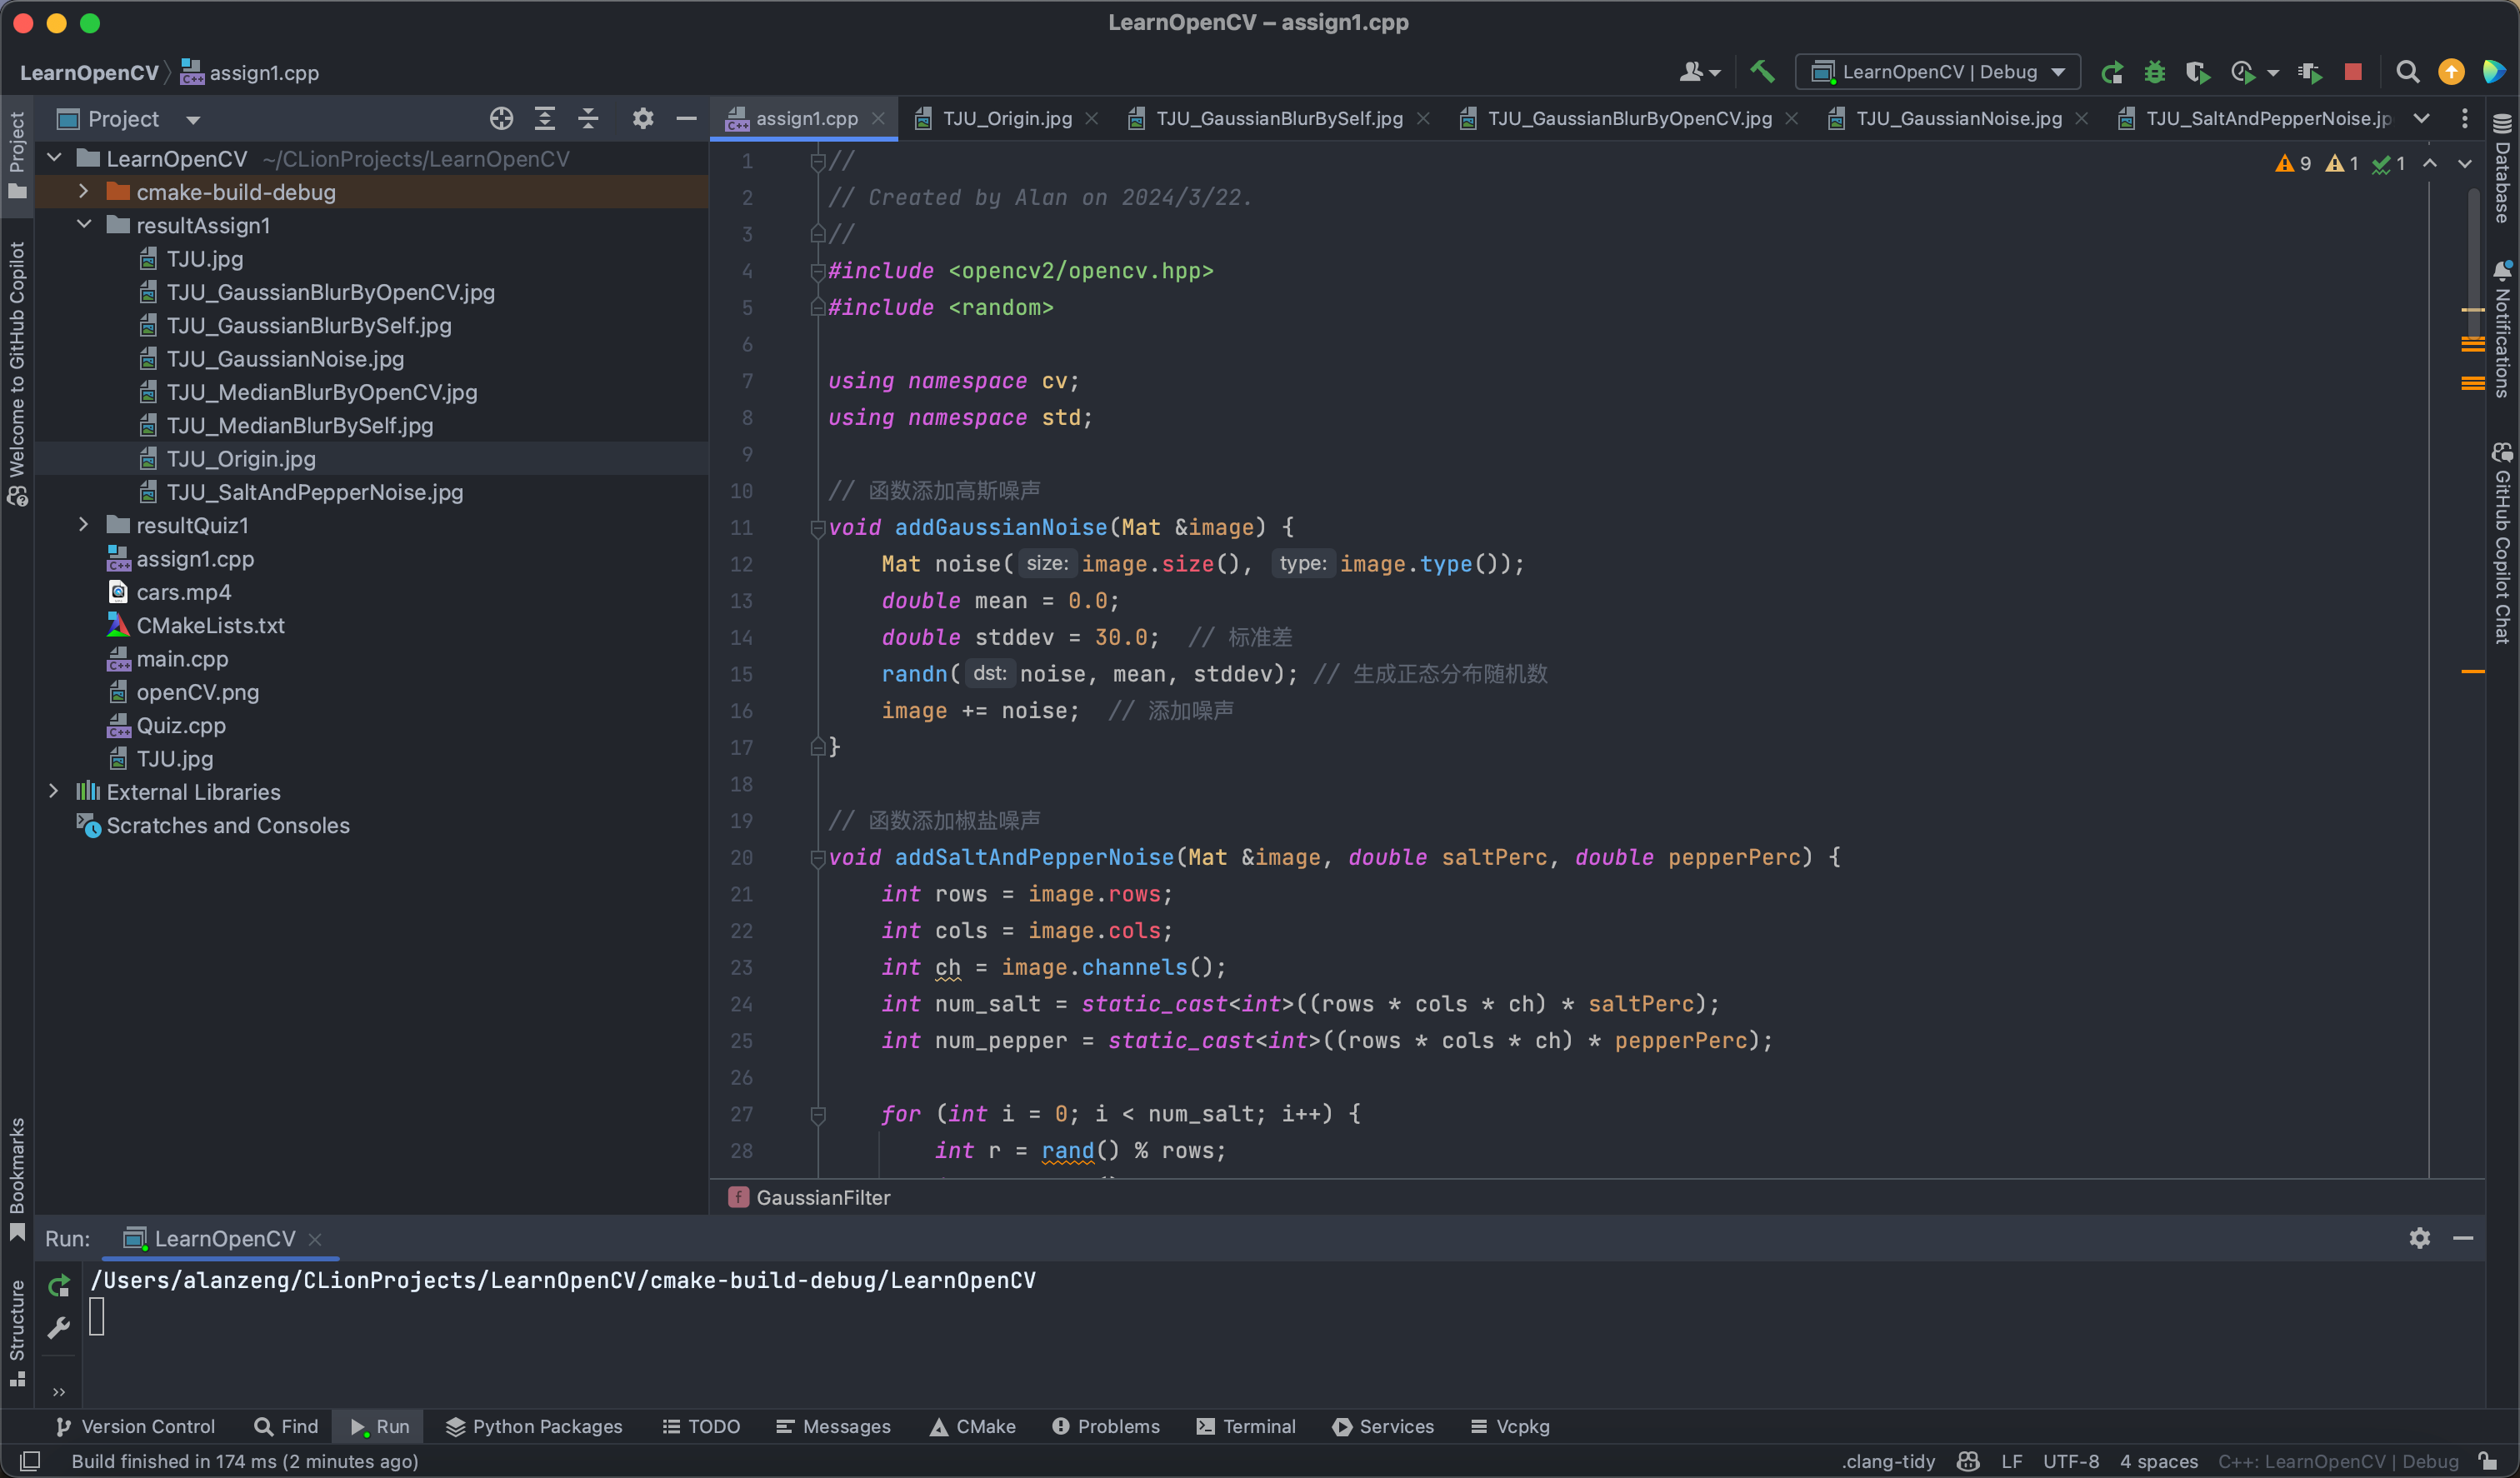 LearnOpenCV – assign1.cpp
LearnOpenCV assign1.cpp
LearnOpenCV | Debug
Project
assign1.cpp
TJU_Origin.jpg
TJU_GaussianBlurBySelf.jpg
TJU_GaussianBlurByOpenCV.jpg
TJU_GaussianNoise.jpg
TJU_SaltAndPepperNoise.jp
Project
Welcome to GitHub Copilot
Bookmarks
Structure
LearnOpenCV ~/CLionProjects/LearnOpenCV
cmake-build-debug
resultAssign1
TJU.jpg
TJU_GaussianBlurByOpenCV.jpg
TJU_GaussianBlurBySelf.jpg
TJU_GaussianNoise.jpg
TJU_MedianBlurByOpenCV.jpg
TJU_MedianBlurBySelf.jpg
TJU_Origin.jpg
TJU_SaltAndPepperNoise.jpg
resultQuiz1
assign1.cpp
cars.mp4
CMakeLists.txt
main.cpp
openCV.png
Quiz.cpp
TJU.jpg
External Libraries
Scratches and Consoles
9 1 1
1 //
2 // Created by Alan on 2024/3/22.
3 //
4 #include <opencv2/opencv.hpp>
5 #include <random>
6
7 using namespace cv;
8 using namespace std;
9
10 // 函数添加高斯噪声
11 void addGaussianNoise(Mat &image) {
12 Mat noise( size: image.size(), type: image.type());
13 double mean = 0.0;
14 double stddev = 30.0; // 标准差
15 randn( dst: noise, mean, stddev); // 生成正态分布随机数
16 image += noise; // 添加噪声
17 }
18
19 // 函数添加椒盐噪声
20 void addSaltAndPepperNoise(Mat &image, double saltPerc, double pepperPerc) {
21 int rows = image.rows;
22 int cols = image.cols;
23 int ch = image.channels();
24 int num_salt = static_cast<int>((rows * cols * ch) * saltPerc);
25 int num_pepper = static_cast<int>((rows * cols * ch) * pepperPerc);
26
27 for (int i = 0; i < num_salt; i++) {
28 int r = rand() % rows;
f GaussianFilter
Database
Notifications
GitHub Copilot Chat
Run: LearnOpenCV
/Users/alanzeng/CLionProjects/LearnOpenCV/cmake-build-debug/LearnOpenCV
Version Control Find Run Python Packages TODO Messages CMake Problems Terminal Services Vcpkg
Build finished in 174 ms (2 minutes ago)
.clang-tidy LF UTF-8 4 spaces C++: LearnOpenCV | Debug